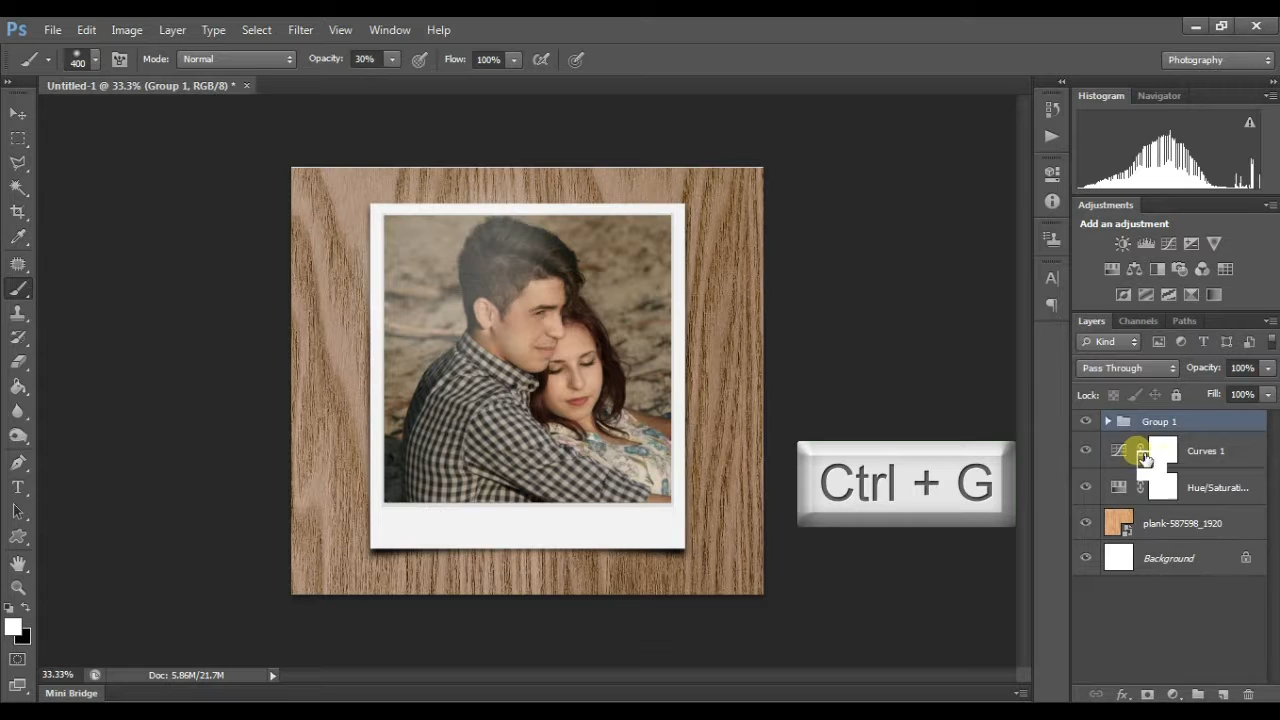 Ps File Edit Image Layer Type Select Filter View Window Help
400 Mode: Normal Opacity: 30% Flow: 100% Photography
Untitled-1 @ 33.3% (Group 1, RGB/8) *
Histogram Navigator
Adjustments
Add an adjustment
Layers Channels Paths
Kind
Pass Through Opacity: 100%
Lock: Fill: 100%
Group 1
Curves 1
Hue/Saturati...
plank-587598_1920
Background
Ctrl + G
33.33% Doc: 5.86M/21.7M
Mini Bridge